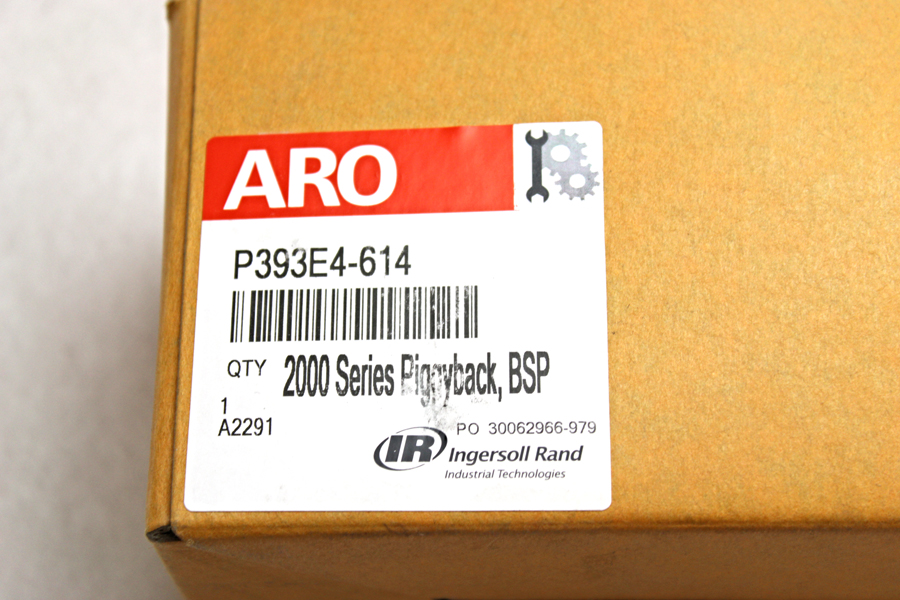 ARO
P393E4-614
QTY 2000 Series Piggyback, BSP
1
A2291
PO 30062966-979
IR Ingersoll Rand
Industrial Technologies